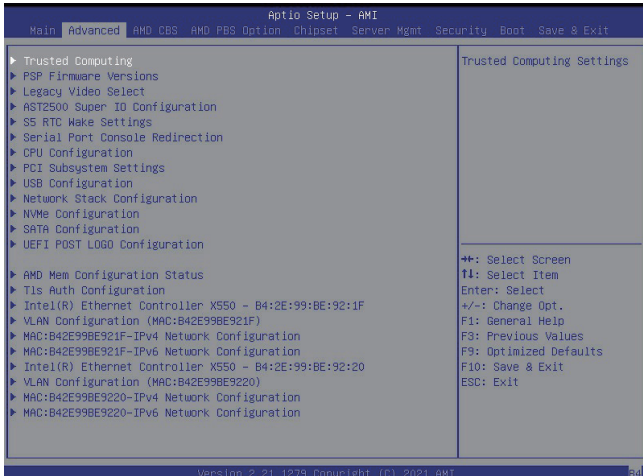 Aptio Setup – AMI
Main Advanced AMD CBS AMD PBS Option Chipset Server Mgmt Security Boot Save & Exit
Trusted Computing
PSP Firmware Versions
Legacy Video Select
AST2500 Super IO Configuration
S5 RTC Wake Settings
Serial Port Console Redirection
CPU Configuration
PCI Subsystem Settings
USB Configuration
Network Stack Configuration
NVMe Configuration
SATA Configuration
UEFI POST LOGO Configuration
AMD Mem Configuration Status
Tls Auth Configuration
Intel(R) Ethernet Controller X550 - B4:2E:99:BE:92:1F
VLAN Configuration (MAC:B42E99BE921F)
MAC:B42E99BE921F-IPv4 Network Configuration
MAC:B42E99BE921F-IPv6 Network Configuration
Intel(R) Ethernet Controller X550 - B4:2E:99:BE:92:20
VLAN Configuration (MAC:B42E99BE9220)
MAC:B42E99BE9220-IPv4 Network Configuration
MAC:B42E99BE9220-IPv6 Network Configuration
Trusted Computing Settings
→←: Select Screen
↑↓: Select Item
Enter: Select
+/-: Change Opt.
F1: General Help
F3: Previous Values
F9: Optimized Defaults
F10: Save & Exit
ESC: Exit
Version 2.21.1279 Copyright (C) 2021 AMI
B4